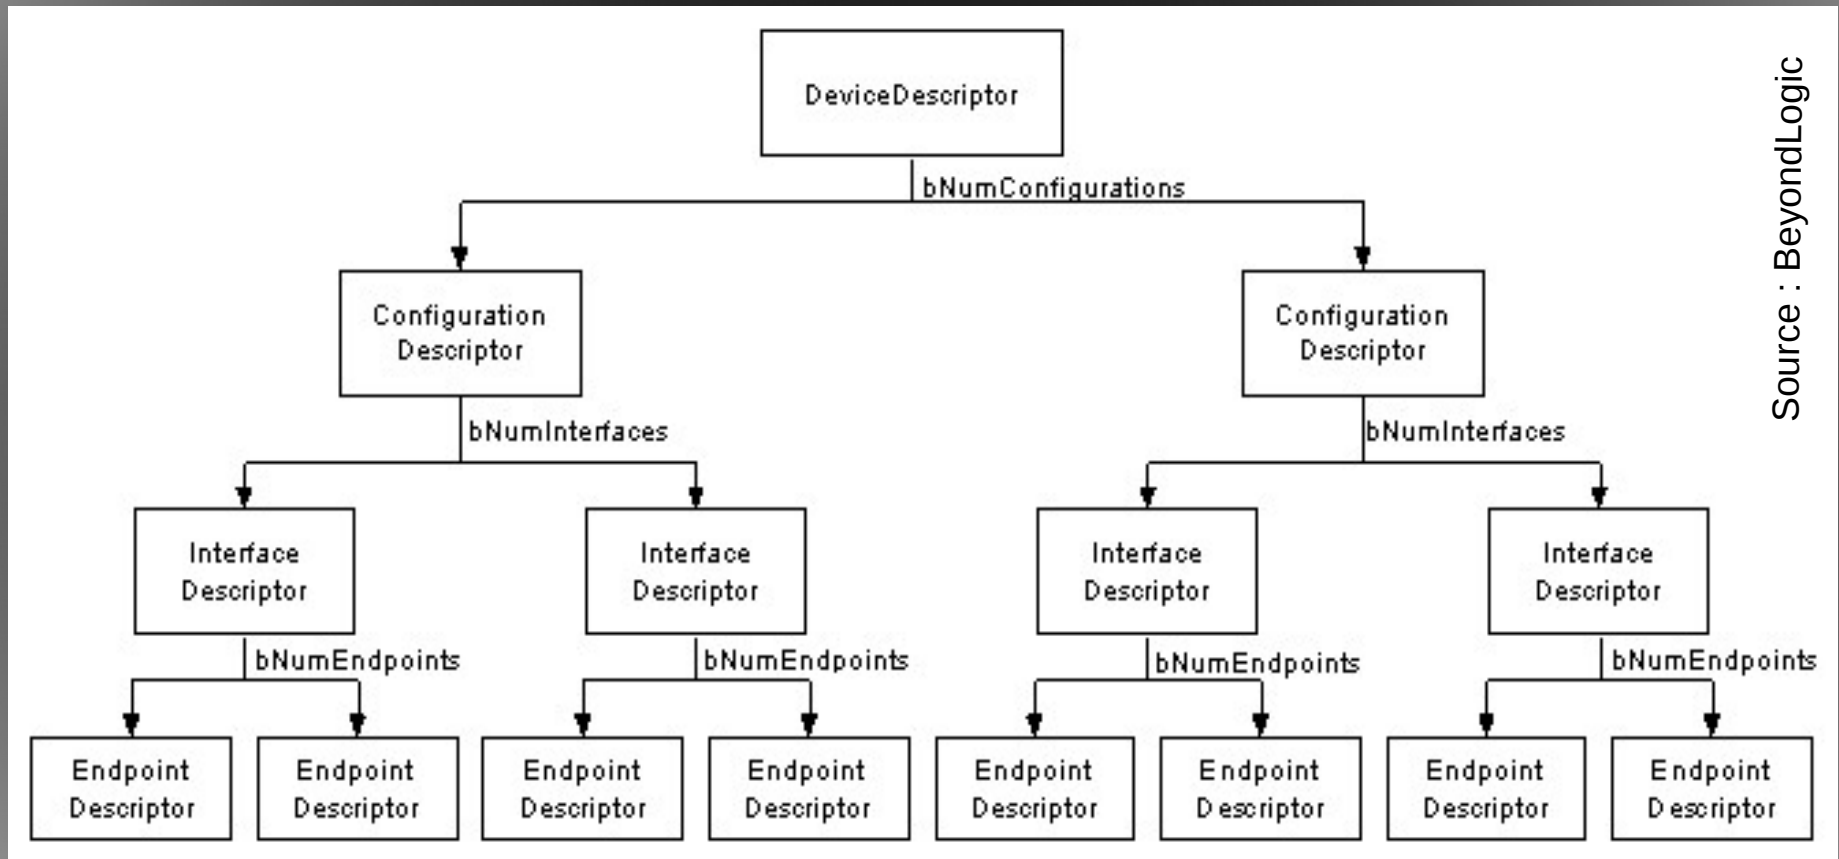 DeviceDescriptor
bNumConfigurations
Configuration
Descriptor
Configuration
Descriptor
bNumInterfaces
bNumInterfaces
Interface
Descriptor
Interface
Descriptor
Interface
Descriptor
Interface
Descriptor
bNumEndpoints
bNumEndpoints
bNumEndpoints
bNumEndpoints
Endpoint
Descriptor
Endpoint
Descriptor
Endpoint
Descriptor
Endpoint
Descriptor
Endpoint
Descriptor
Endpoint
Descriptor
Endpoint
Descriptor
Endpoint
Descriptor
Source : BeyondLogic